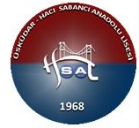 ÜSKÜDAR - HACI SABANCI ANADOLU LİSESİ
HSAL
1968